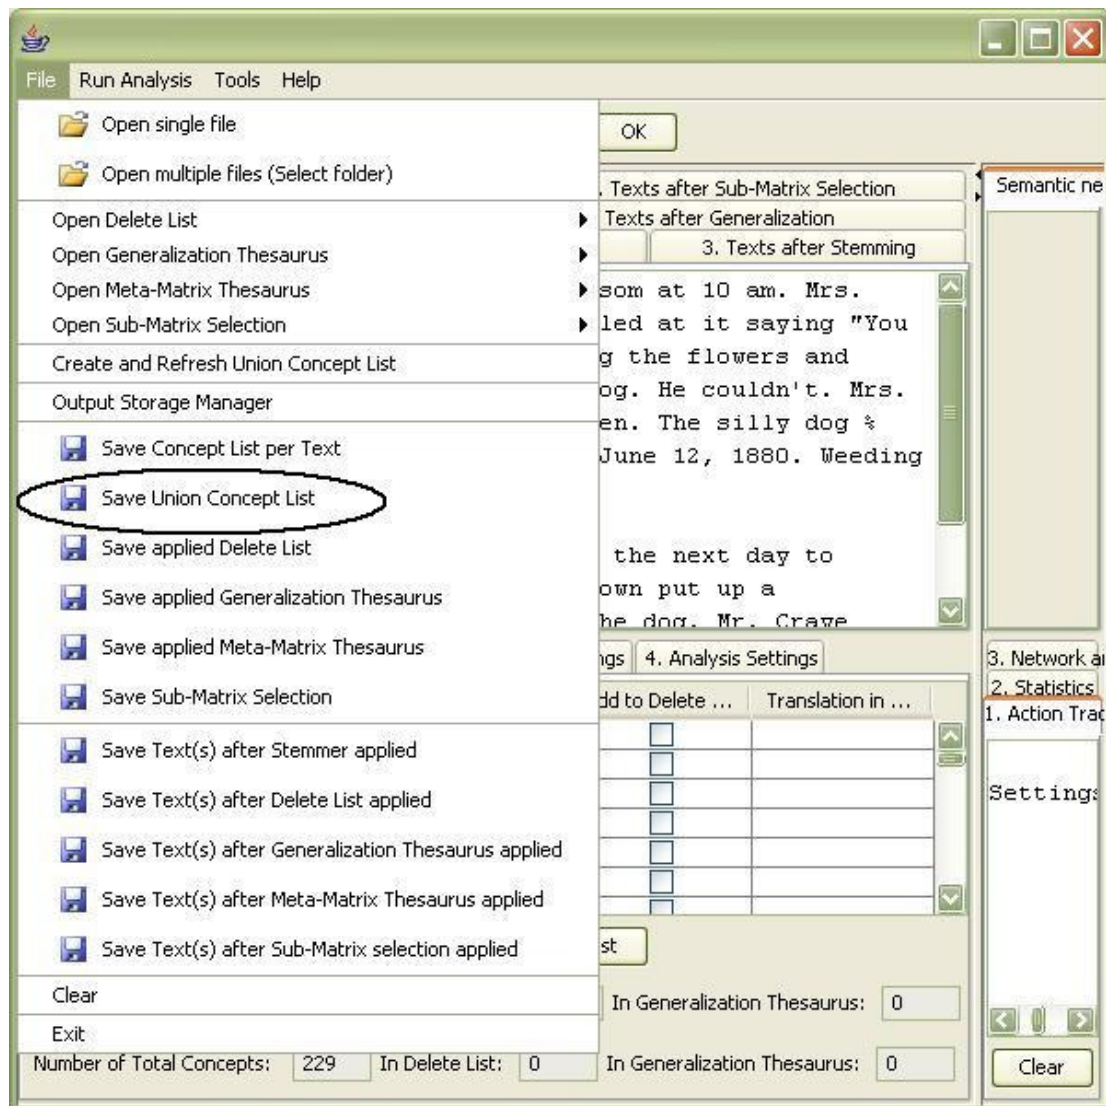 File Run Analysis Tools Help
Open single file
Open multiple files (Select folder)
Open Delete List
Open Generalization Thesaurus
Open Meta-Matrix Thesaurus
Open Sub-Matrix Selection
Create and Refresh Union Concept List
Output Storage Manager
Save Concept List per Text
Save Union Concept List
Save applied Delete List
Save applied Generalization Thesaurus
Save applied Meta-Matrix Thesaurus
Save Sub-Matrix Selection
Save Text(s) after Stemmer applied
Save Text(s) after Delete List applied
Save Text(s) after Generalization Thesaurus applied
Save Text(s) after Meta-Matrix Thesaurus applied
Save Text(s) after Sub-Matrix selection applied
Clear
Exit
OK
. Texts after Sub-Matrix Selection
Texts after Generalization
3. Texts after Stemming
som at 10 am. Mrs.
led at it saying "You
g the flowers and
og. He couldn't. Mrs.
en. The silly dog %
June 12, 1880. Weeding
the next day to
own put up a
he dog. Mr. Crave
ngs 4. Analysis Settings
dd to Delete ... Translation in ...
st
In Generalization Thesaurus: 0
Number of Total Concepts: 229 In Delete List: 0 In Generalization Thesaurus: 0
Semantic ne
3. Network a
2. Statistics
1. Action Trac
Settings
Clear